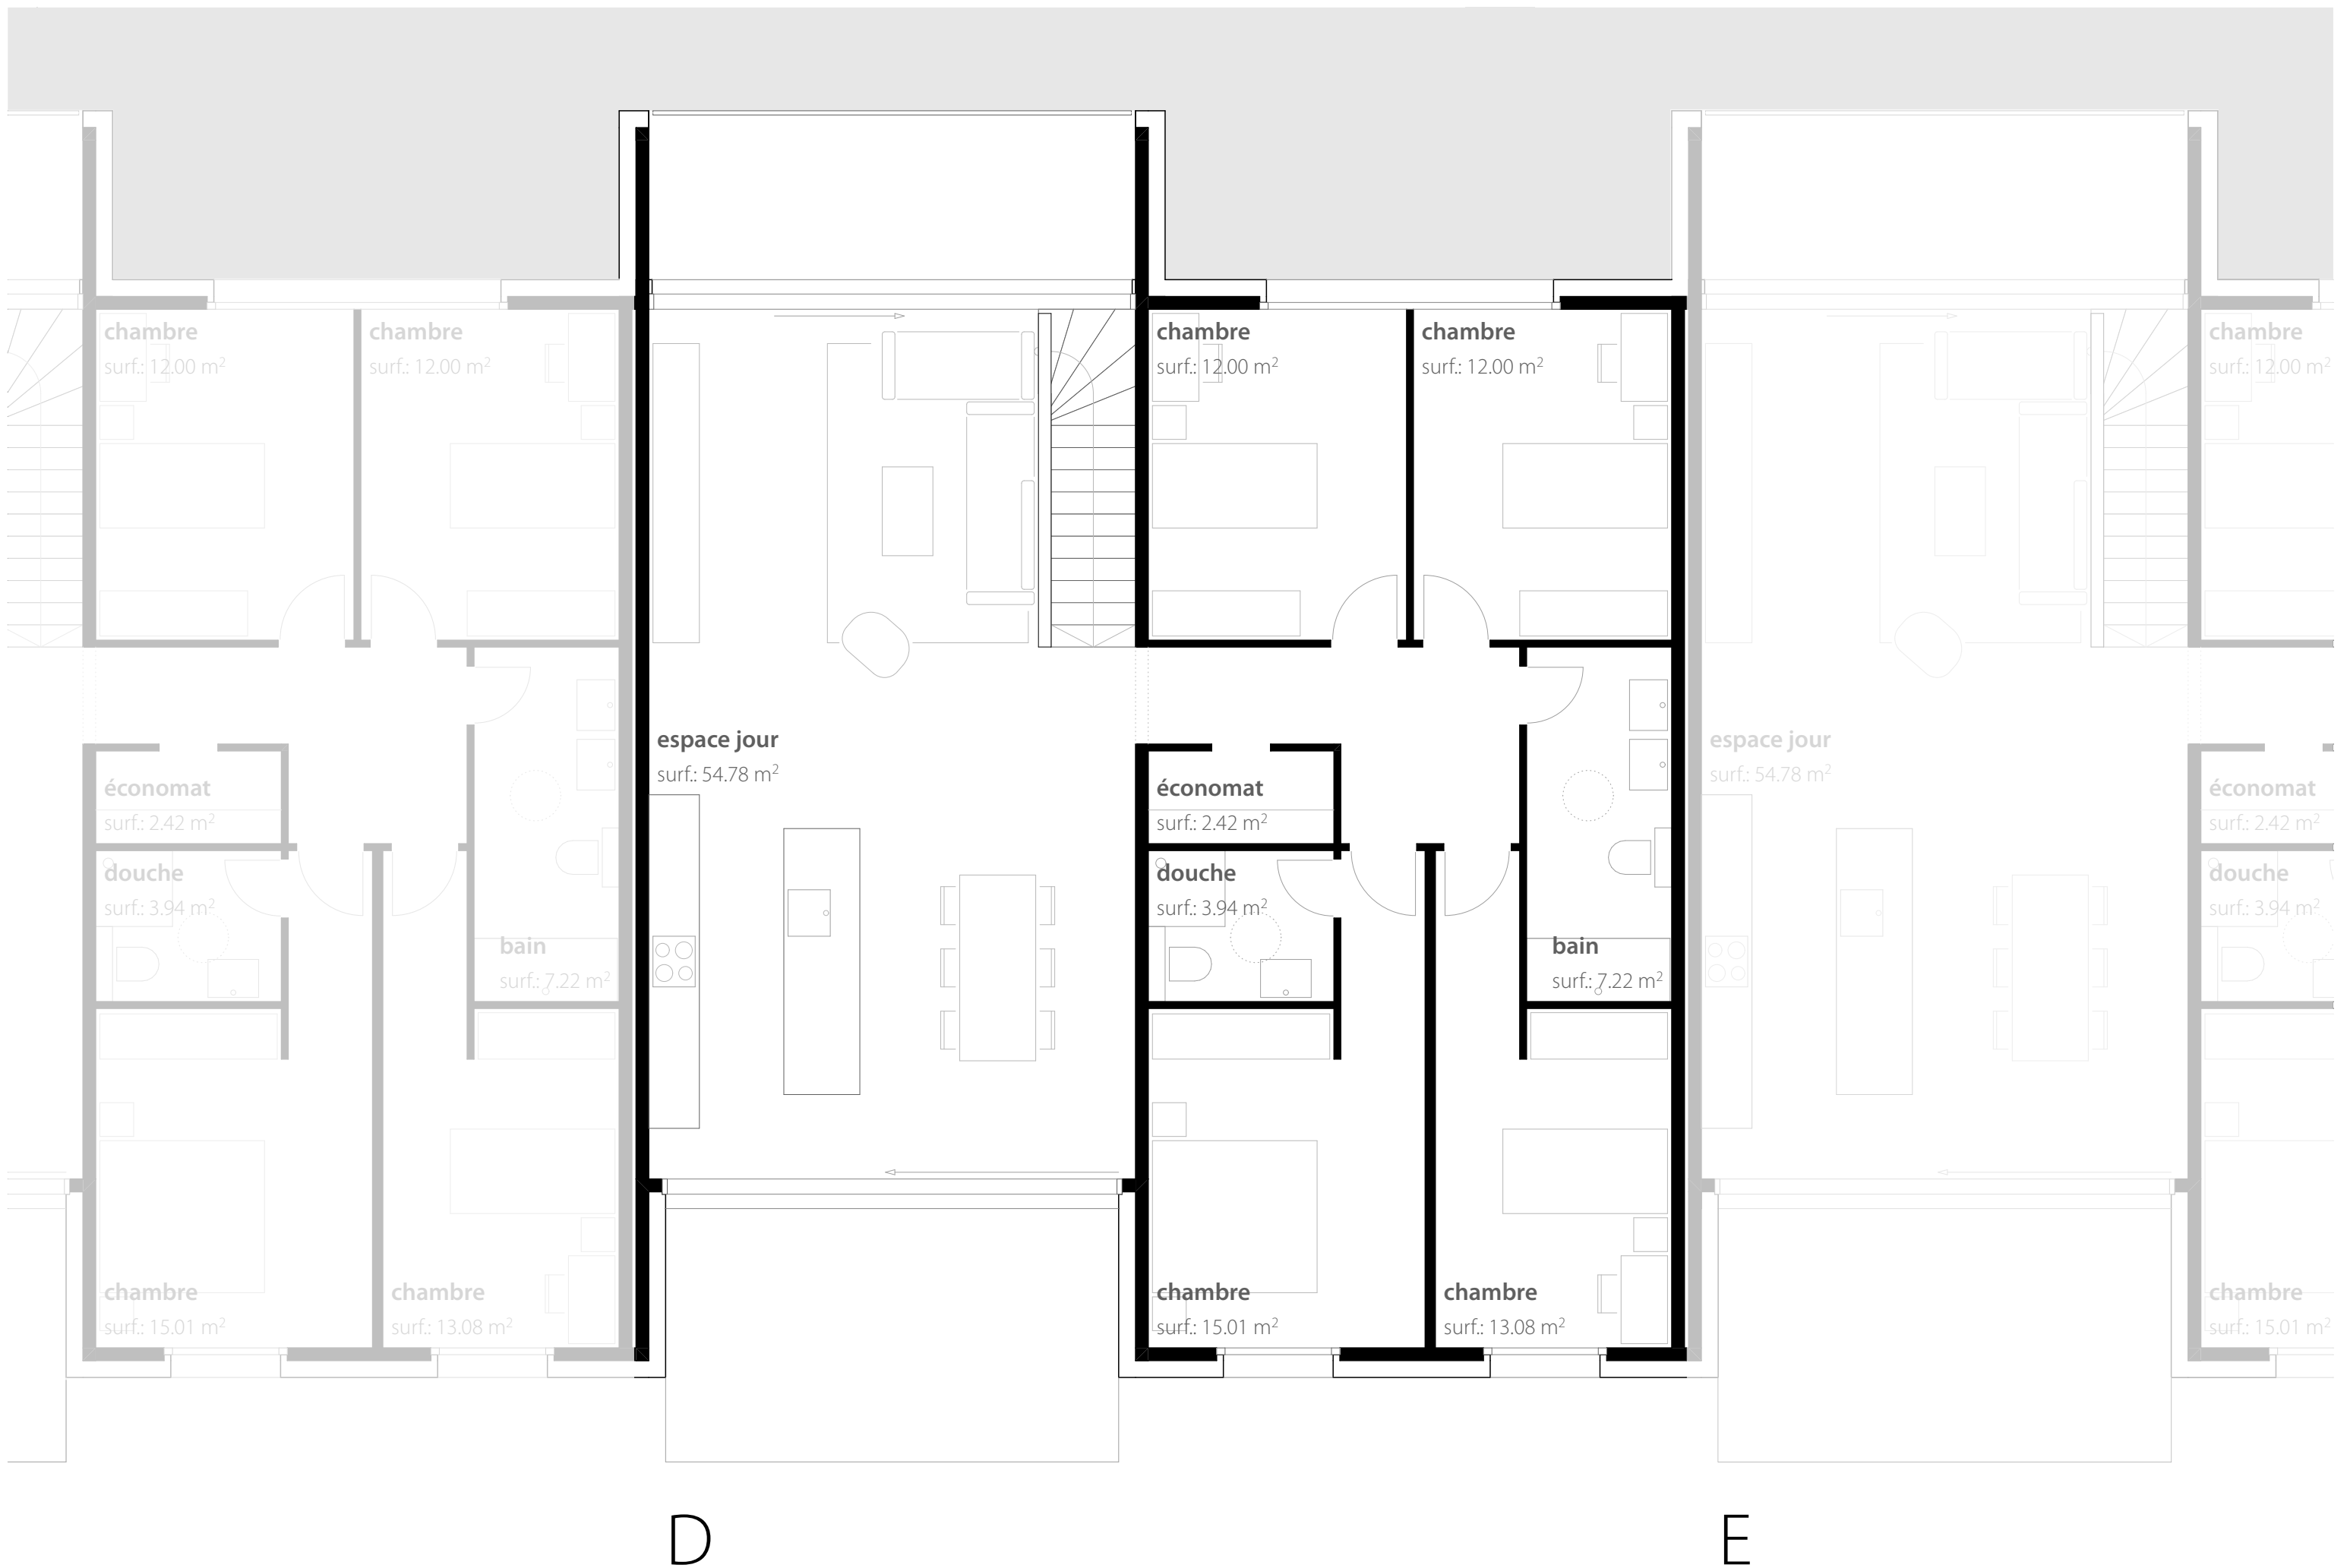 chambre
surf.: 12.00 m²
chambre
surf.: 12.00 m²
chambre
surf.: 12.00 m²
chambre
surf.: 12.00 m²
chambre
surf.: 12.00 m²
espace jour
surf.: 54.78 m²
espace jour
surf.: 54.78 m²
économat
surf.: 2.42 m²
économat
surf.: 2.42 m²
économat
surf.: 2.42 m²
douche
surf.: 3.94 m²
douche
surf.: 3.94 m²
douche
surf.: 3.94 m²
bain
surf.: 7.22 m²
bain
surf.: 7.22 m²
chambre
surf.: 15.01 m²
chambre
surf.: 13.08 m²
chambre
surf.: 15.01 m²
chambre
surf.: 13.08 m²
chambre
surf.: 15.01 m²
D
E